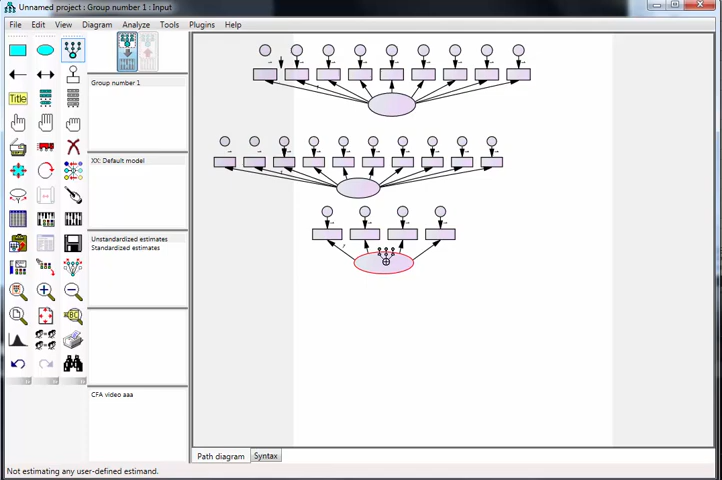 Unnamed project : Group number 1 : Input
File Edit View Diagram Analyze Tools Plugins Help
Title
Group number 1
XX: Default model
Unstandardized estimates
Standardized estimates
CFA video aaa
Path diagram Syntax
Not estimating any user-defined estimand.